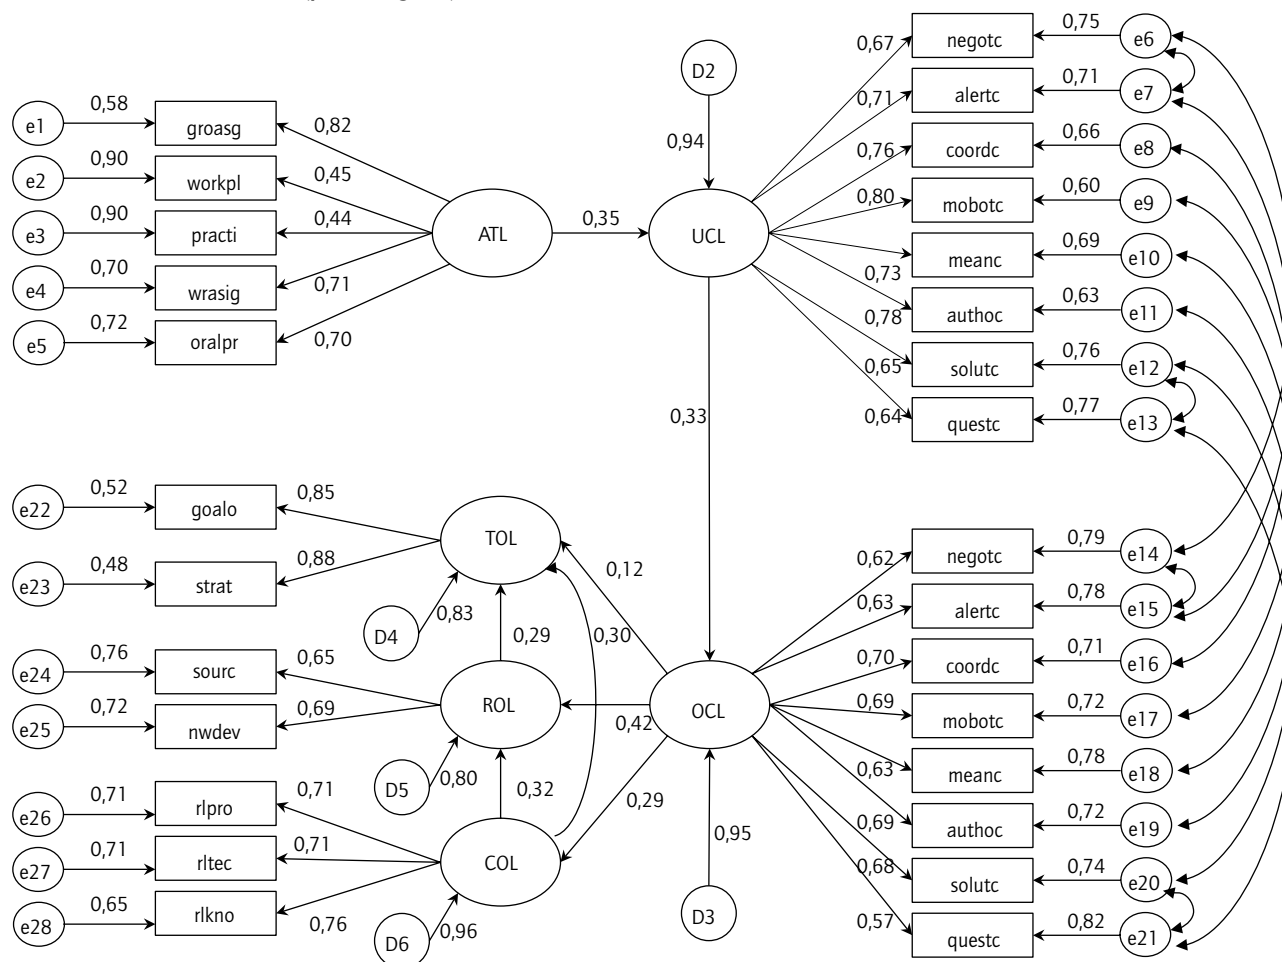 e1 0,58 groasg 0,82
e2 0,90 workpl 0,45
e3 0,90 practi 0,44
e4 0,70 wrasig 0,71
e5 0,72 oralpr 0,70
ATL
0,35
D2
0,94
UCL
0,67 negotc 0,75 e6
0,71 alertc 0,71 e7
0,76 coordc 0,66 e8
0,80 mobotc 0,60 e9
0,73 meanc 0,69 e10
0,78 authoc 0,63 e11
0,65 solutc 0,76 e12
0,64 questc 0,77 e13
0,33
e22 0,52 goalo 0,85
e23 0,48 strat 0,88
TOL
0,12
D4 0,83
0,29
0,30
e24 0,76 sourc 0,65
e25 0,72 nwdev 0,69
ROL
0,42
D5 0,80
0,32
0,29
e26 0,71 rlpro 0,71
e27 0,71 rltec 0,71
e28 0,65 rlkno 0,76
COL
D6 0,96
OCL
0,95
D3
0,62 negotc 0,79 e14
0,63 alertc 0,78 e15
0,70 coordc 0,71 e16
0,69 mobotc 0,72 e17
0,63 meanc 0,78 e18
0,69 authoc 0,72 e19
0,68 solutc 0,74 e20
0,57 questc 0,82 e21